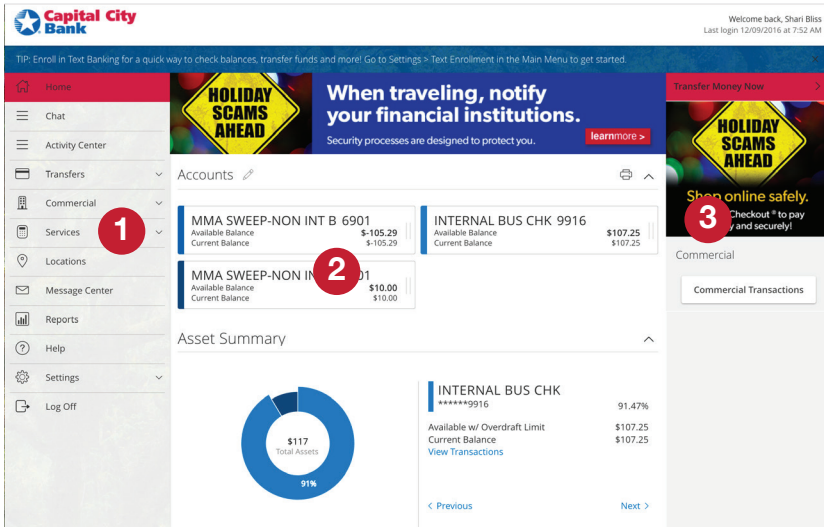 Capital City
Bank
Welcome back, Shari Bliss
Last login 12/09/2016 at 7:52 AM
TIP: Enroll in Text Banking for a quick way to check balances, transfer funds and more! Go to Settings > Text Enrollment in the Main Menu to get started.
Home
Chat
Activity Center
Transfers
Commercial
Services
1
Locations
Message Center
Reports
Help
Settings
Log Off
HOLIDAY
SCAMS
AHEAD
When traveling, notify
your financial institutions.
Security processes are designed to protect you.
learnmore >
Accounts
MMA SWEEP-NON INT B 6901
Available Balance $-105.29
Current Balance $-105.29
INTERNAL BUS CHK 9916
Available Balance $107.25
Current Balance $107.25
MMA SWEEP-NON IN 01
2
Available Balance $10.00
Current Balance $10.00
Asset Summary
$117
Total Assets
91%
INTERNAL BUS CHK
******9916 91.47%
Available w/ Overdraft Limit $107.25
Current Balance $107.25
View Transactions
< Previous Next >
Transfer Money Now >
HOLIDAY
SCAMS
AHEAD
Shop online safely.
3
Checkout ® to pay
y and securely!
Commercial
Commercial Transactions